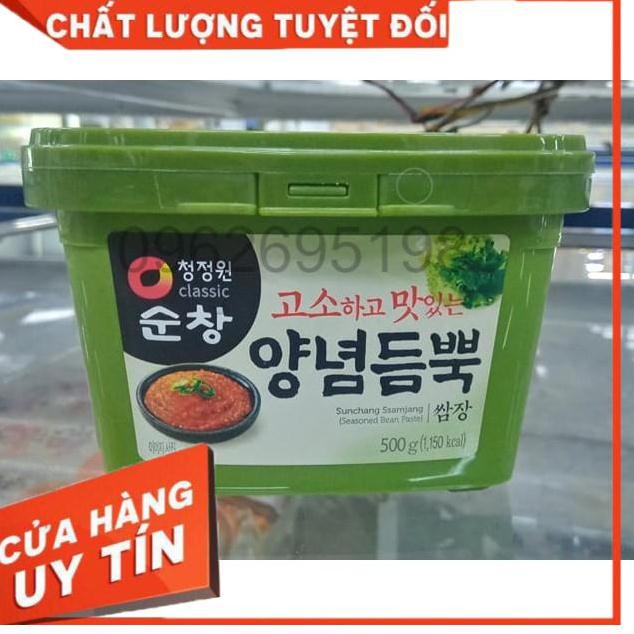 CHẤT LƯỢNG TUYỆT ĐỐI
0962695198
청정원
classic
순창
고소하고 맛있는
양념듬뿍
Sunchang Ssamjang
(Seasoned Bean Paste)
쌈장
500 g (1,150 kcal)
CỬA HÀNG
UY TÍN